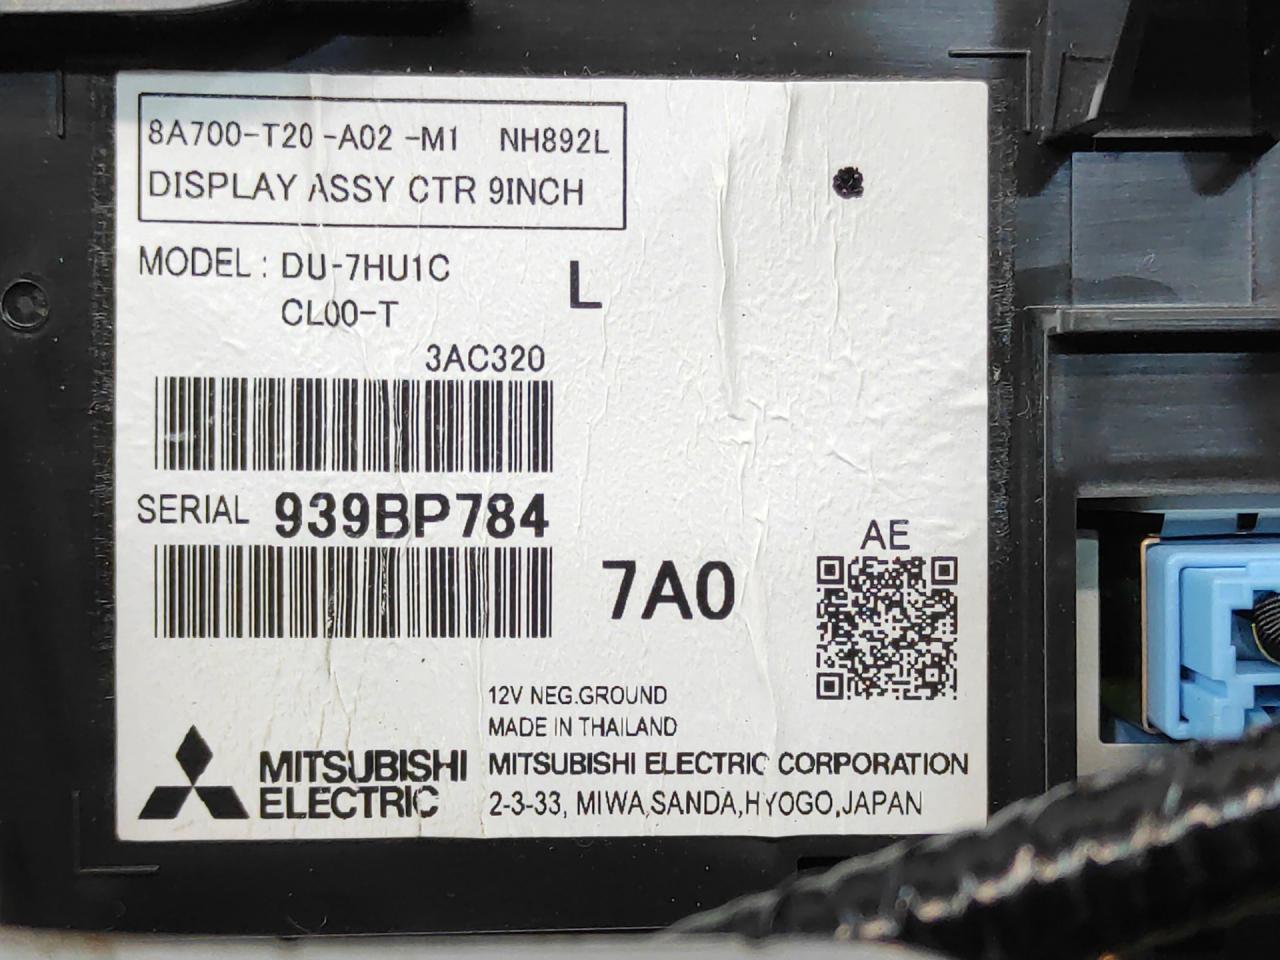 8A700-T20-A02-M1 NH892L
DISPLAY ASSY CTR 9INCH
MODEL : DU-7HU1C
CL00-T
L
3AC320
SERIAL 939BP784
7A0
AE
12V NEG.GROUND
MADE IN THAILAND
MITSUBISHI ELECTRIC
MITSUBISHI ELECTRIC CORPORATION
2-3-33, MIWA,SANDA,HYOGO,JAPAN